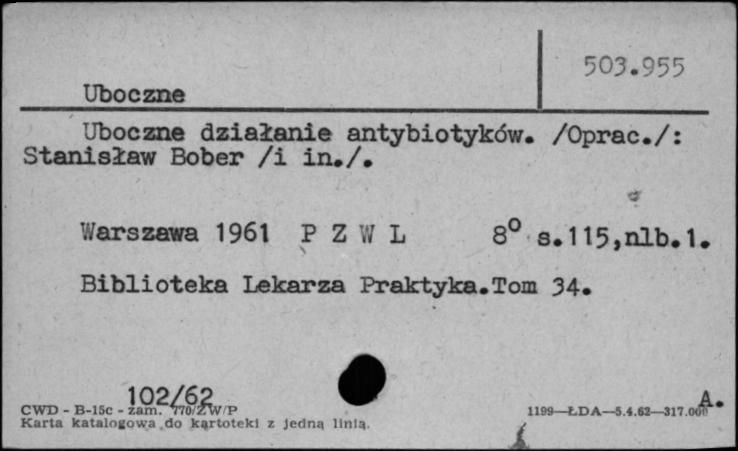 503.955
Uboczne
Uboczne działanie antybiotyków. /Oprac./:
Stanisław Bober /i in./.
Warszawa 1961 P Z W L 8⁰ s.115,nlb.1.
Biblioteka Lekarza Praktyka.Tom 34.
102/62
A.
CWD - B-15c - zam. 770/ZW/P
1199—ŁDA—5.4.62—317.000
Karta katalogowa do kartoteki z jedną linią.